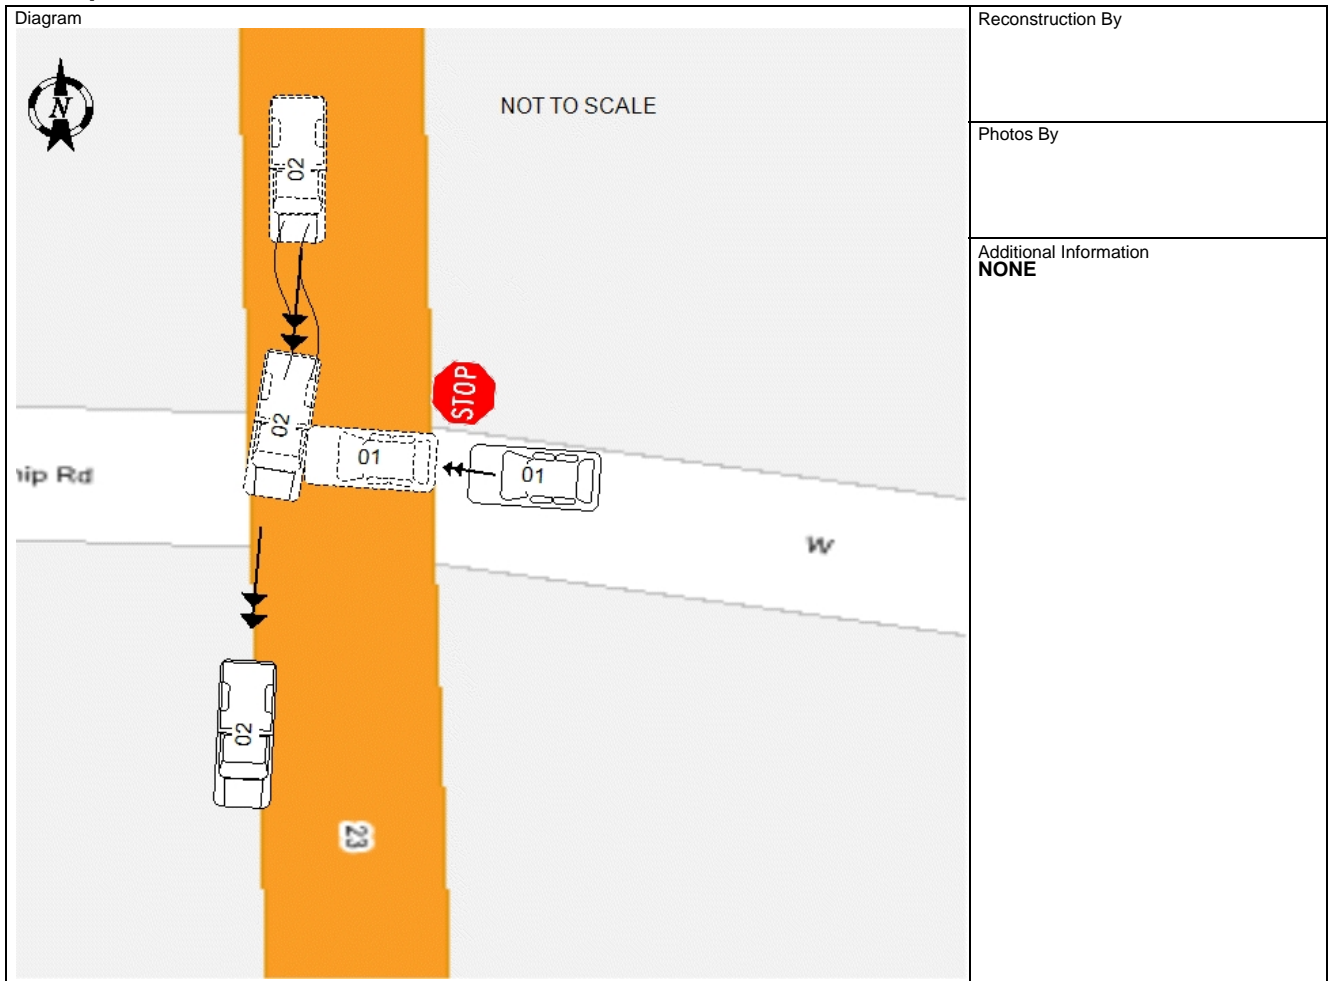 Diagram
Reconstruction By
Photos By
Additional Information
NONE
N
NOT TO SCALE
02
STOP
02
01
01
hip Rd
W
02
23